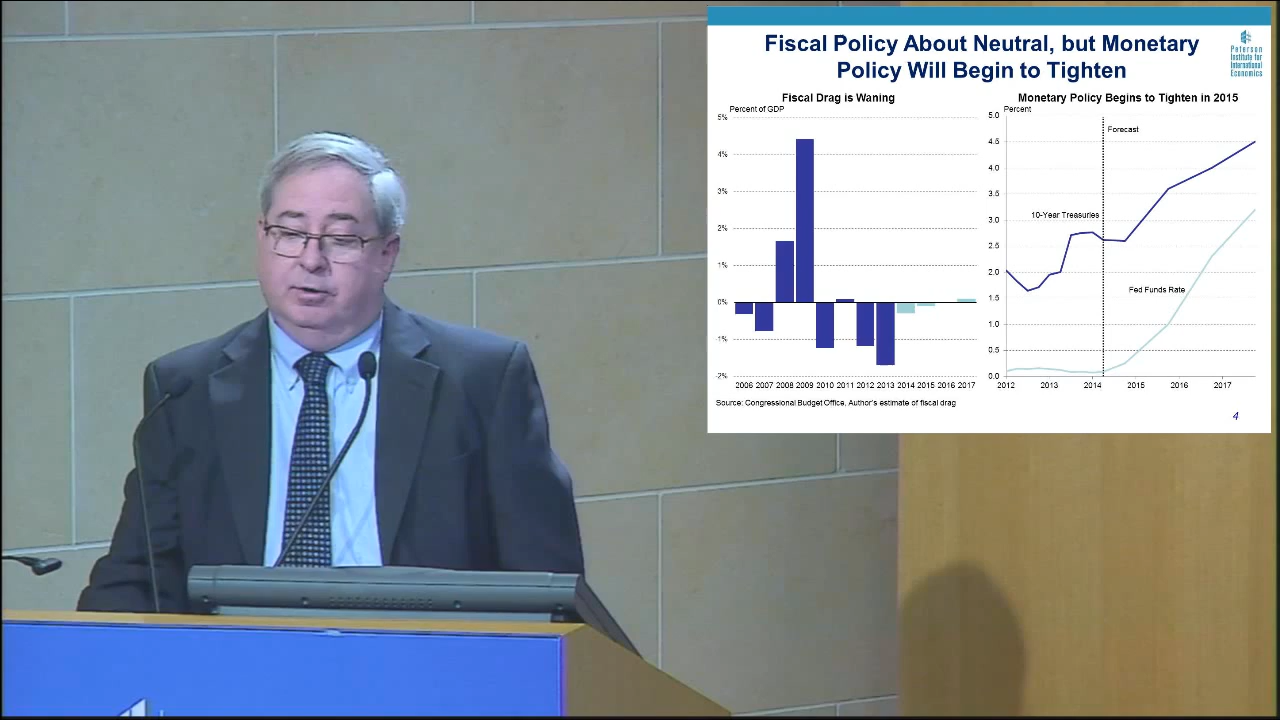 Fiscal Policy About Neutral, but Monetary
Policy Will Begin to Tighten
Peterson
Institute for
International
Economics
Fiscal Drag is Waning
Percent of GDP
5%
4%
3%
2%
1%
0%
-1%
-2%
2006 2007 2008 2009 2010 2011 2012 2013 2014 2015 2016 2017
Monetary Policy Begins to Tighten in 2015
Percent
5.0
4.5
4.0
3.5
3.0
2.5
2.0
1.5
1.0
0.5
0.0
Forecast
10-Year Treasuries
Fed Funds Rate
2012 2013 2014 2015 2016 2017
Source: Congressional Budget Office, Author's estimate of fiscal drag
4